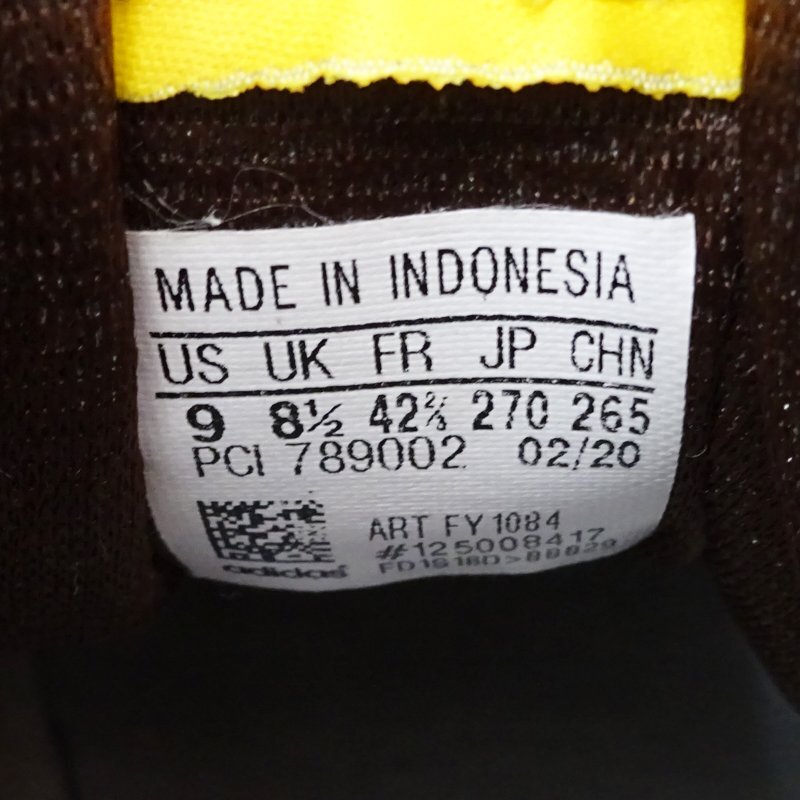 MADE IN INDONESIA
US UK FR JP CHN
9 8½ 42⅔ 270 265
PCI 789002 02/20
ART FY1084
#125008417
adidas